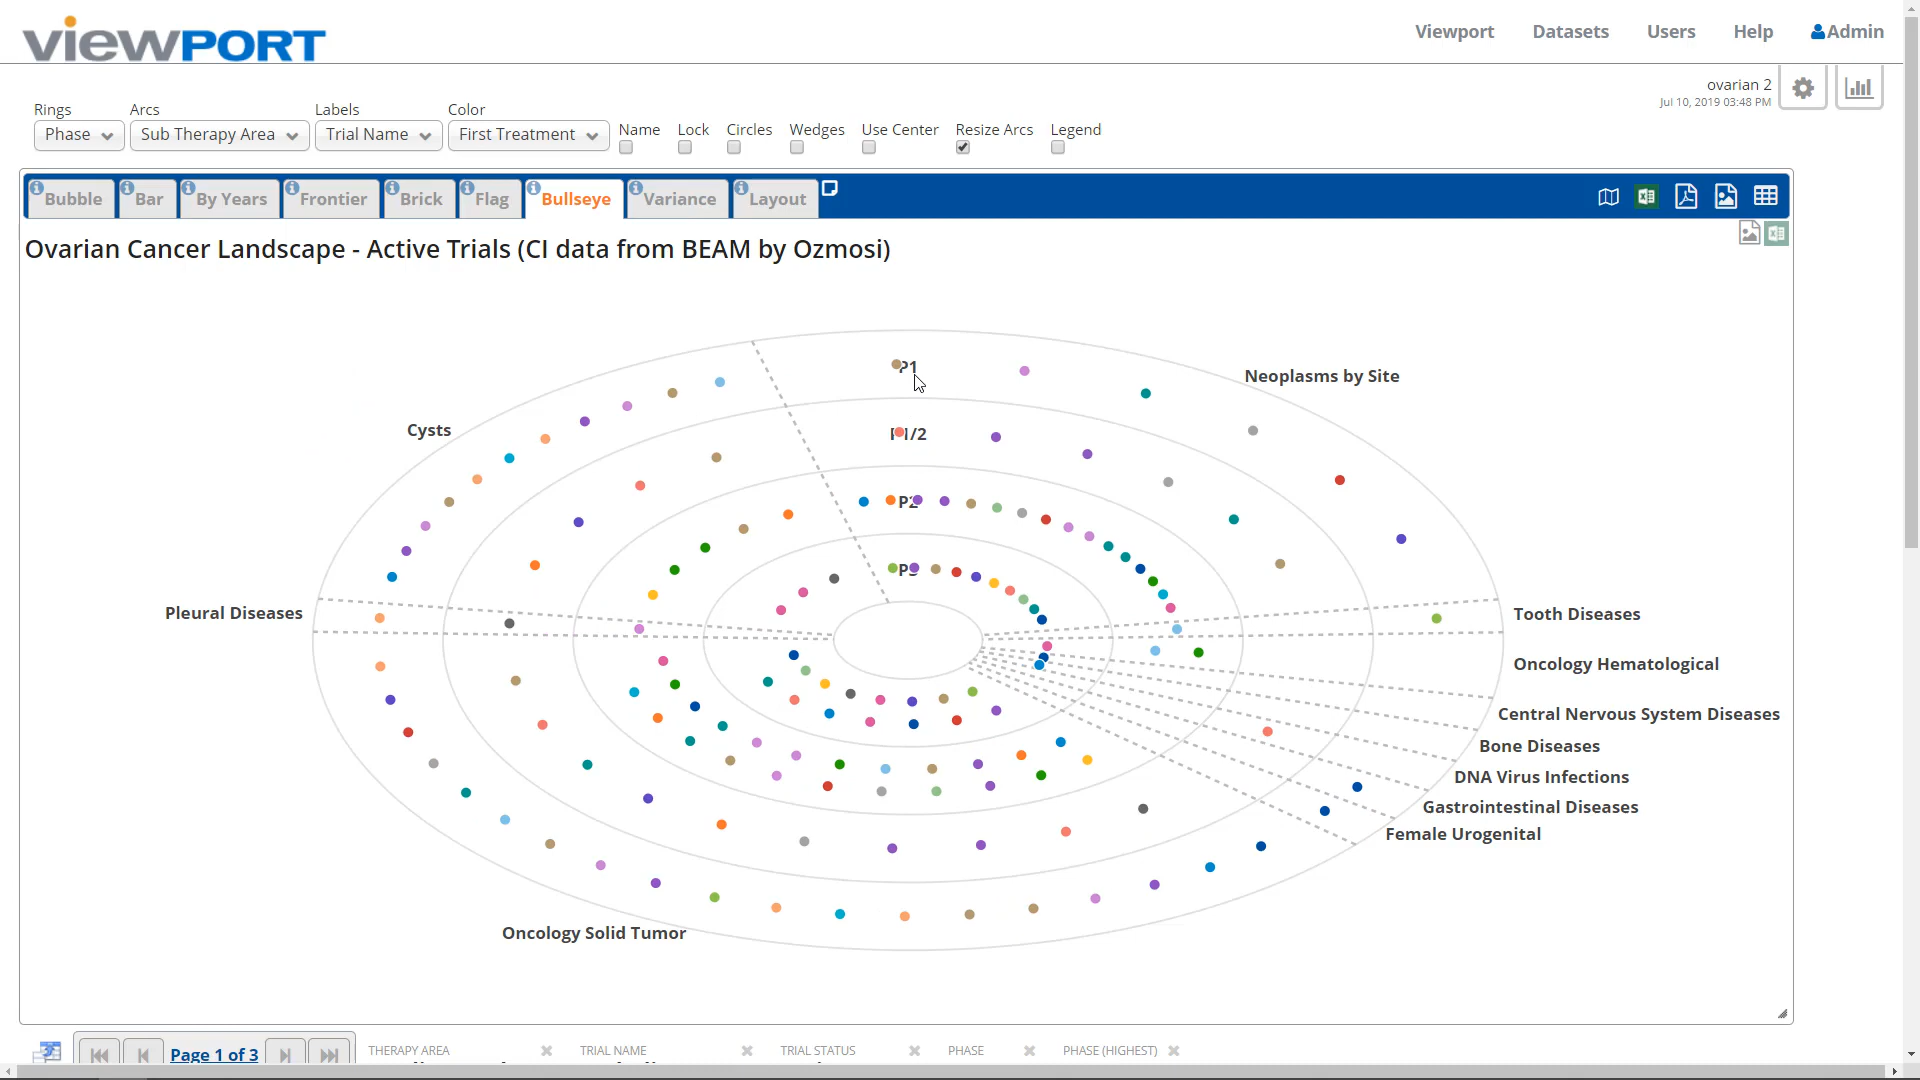 viewPORT
Viewport Datasets Users Help Admin
ovarian 2
Jul 10, 2019 03:48 PM
Rings Arcs Labels Color
Phase Sub Therapy Area Trial Name First Treatment
Name Lock Circles Wedges Use Center Resize Arcs Legend
Bubble Bar By Years Frontier Brick Flag Bullseye Variance Layout
Ovarian Cancer Landscape - Active Trials (CI data from BEAM by Ozmosi)
P1
Neoplasms by Site
Cysts
P1/2
P2
P3
Pleural Diseases
Tooth Diseases
Oncology Hematological
Central Nervous System Diseases
Bone Diseases
DNA Virus Infections
Gastrointestinal Diseases
Female Urogenital
Oncology Solid Tumor
Page 1 of 3
THERAPY AREA TRIAL NAME TRIAL STATUS PHASE PHASE (HIGHEST)